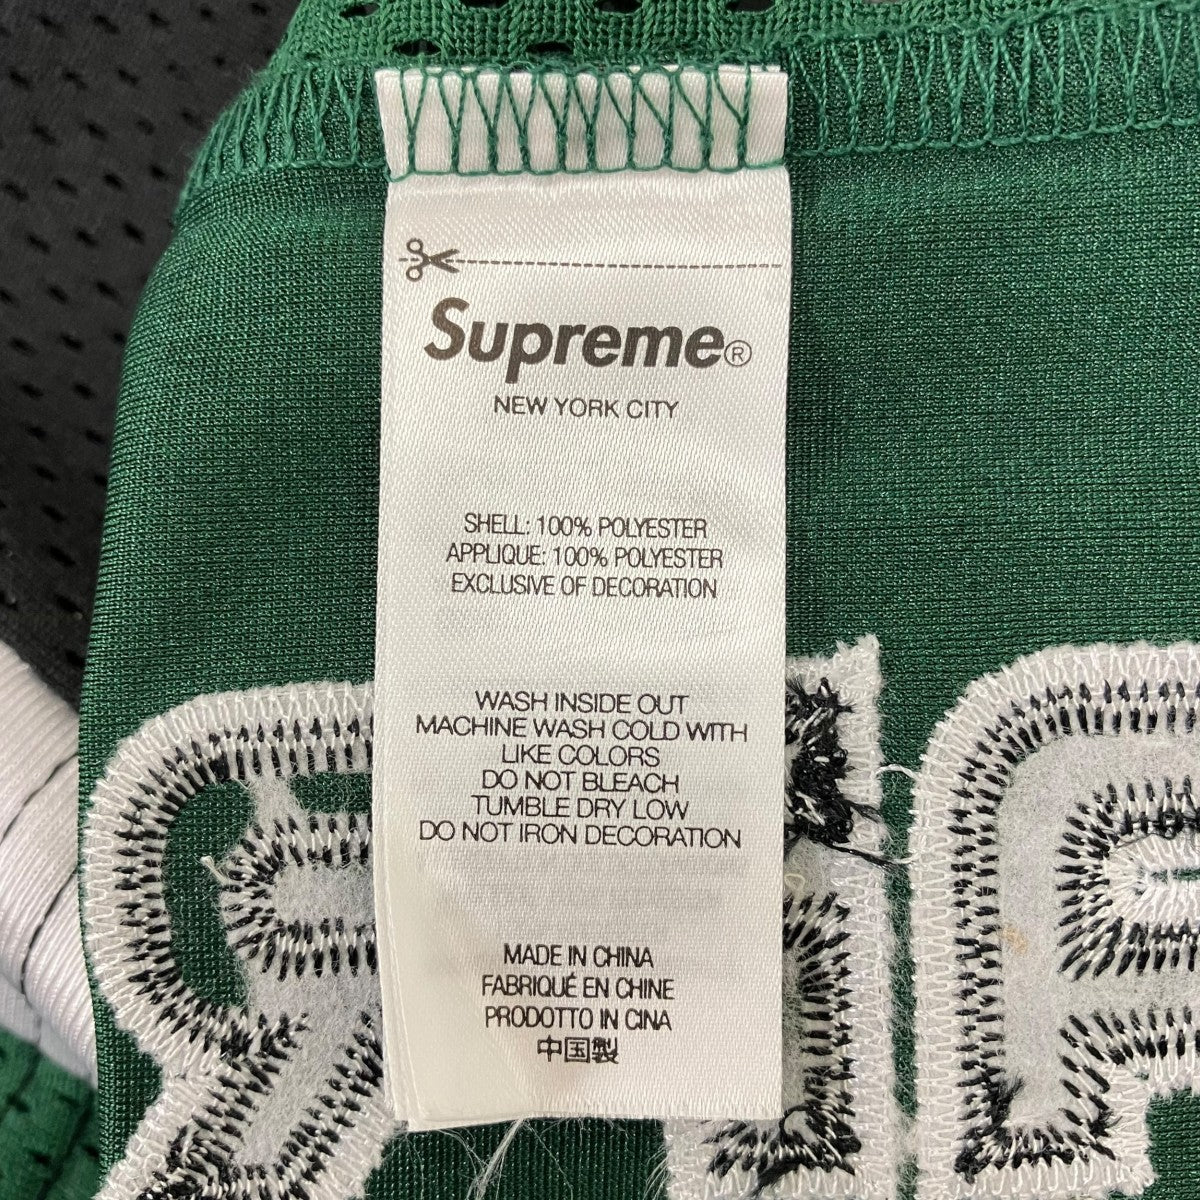 Supreme®
NEW YORK CITY
SHELL: 100% POLYESTER
APPLIQUE: 100% POLYESTER
EXCLUSIVE OF DECORATION
WASH INSIDE OUT
MACHINE WASH COLD WITH
LIKE COLORS
DO NOT BLEACH
TUMBLE DRY LOW
DO NOT IRON DECORATION
MADE IN CHINA
FABRIQUÉ EN CHINE
PRODOTTO IN CINA
中国製